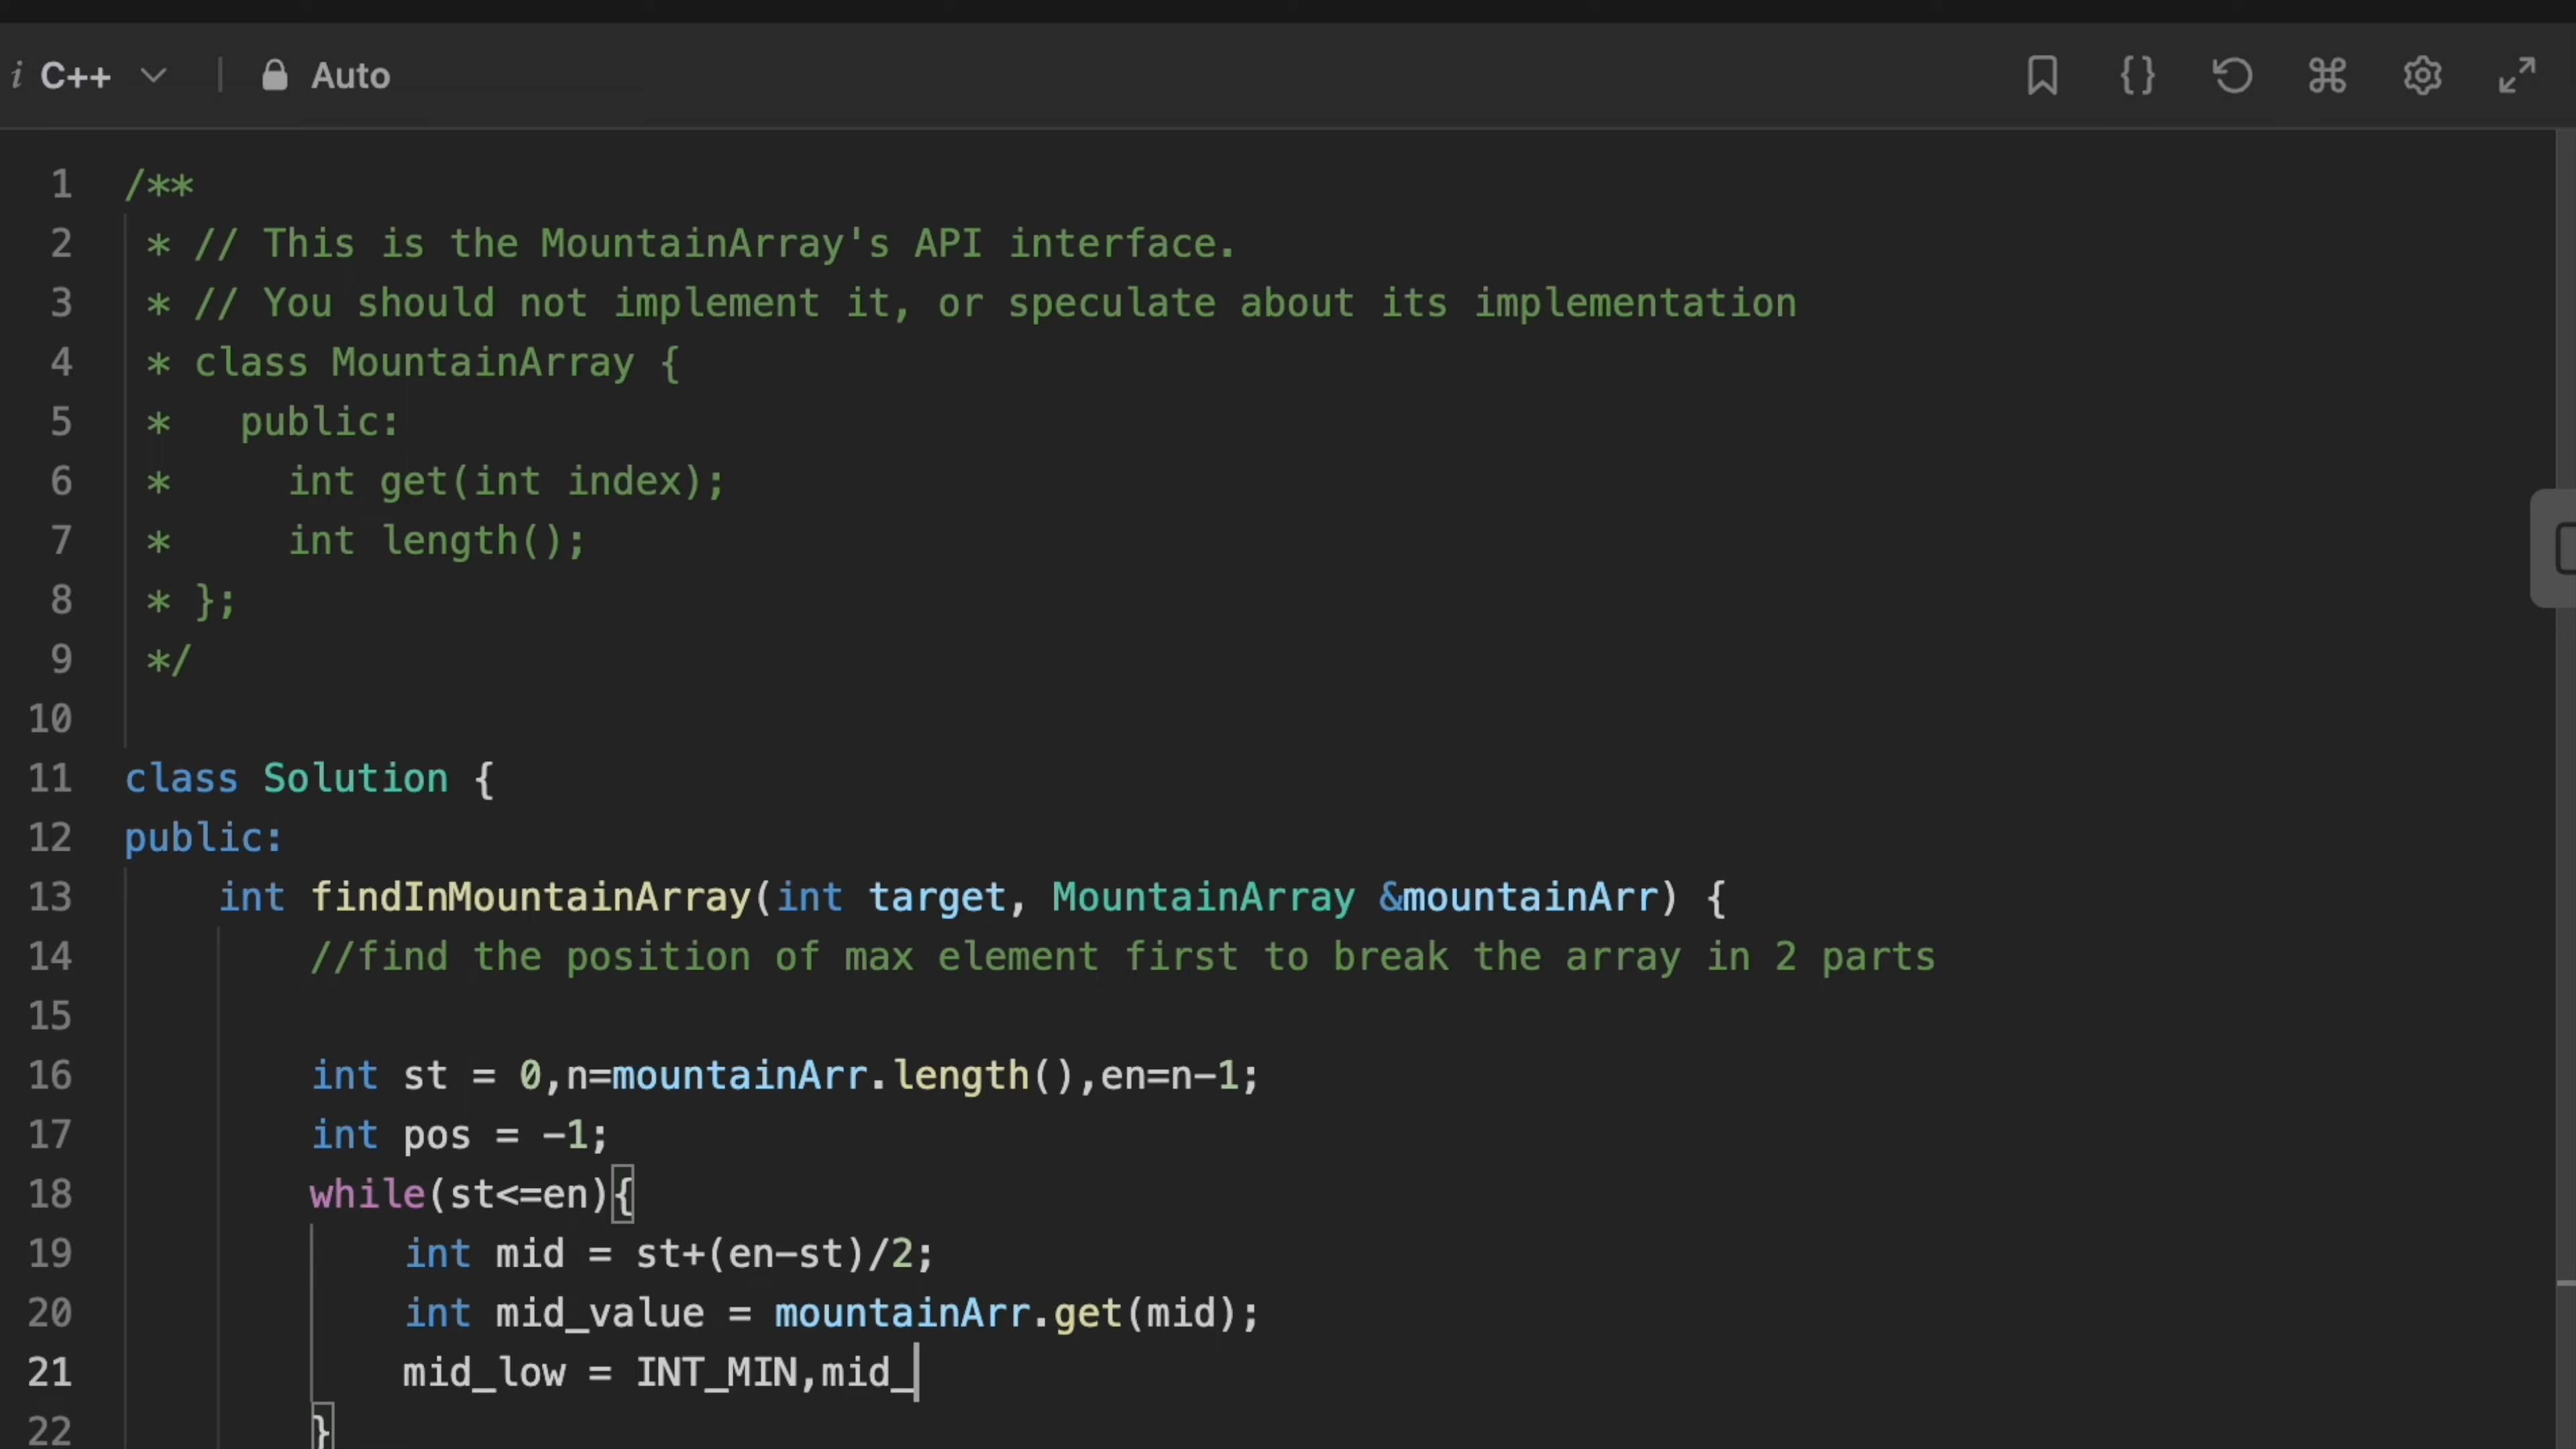 i C++ Auto {}
1 /**
2 * // This is the MountainArray's API interface.
3 * // You should not implement it, or speculate about its implementation
4 * class MountainArray {
5 *   public:
6 *     int get(int index);
7 *     int length();
8 * };
9 */
10
11 class Solution {
12 public:
13     int findInMountainArray(int target, MountainArray &mountainArr) {
14         //find the position of max element first to break the array in 2 parts
15
16         int st = 0,n=mountainArr.length(),en=n-1;
17         int pos = -1;
18         while(st<=en){
19             int mid = st+(en-st)/2;
20             int mid_value = mountainArr.get(mid);
21             mid_low = INT_MIN,mid_
22         }